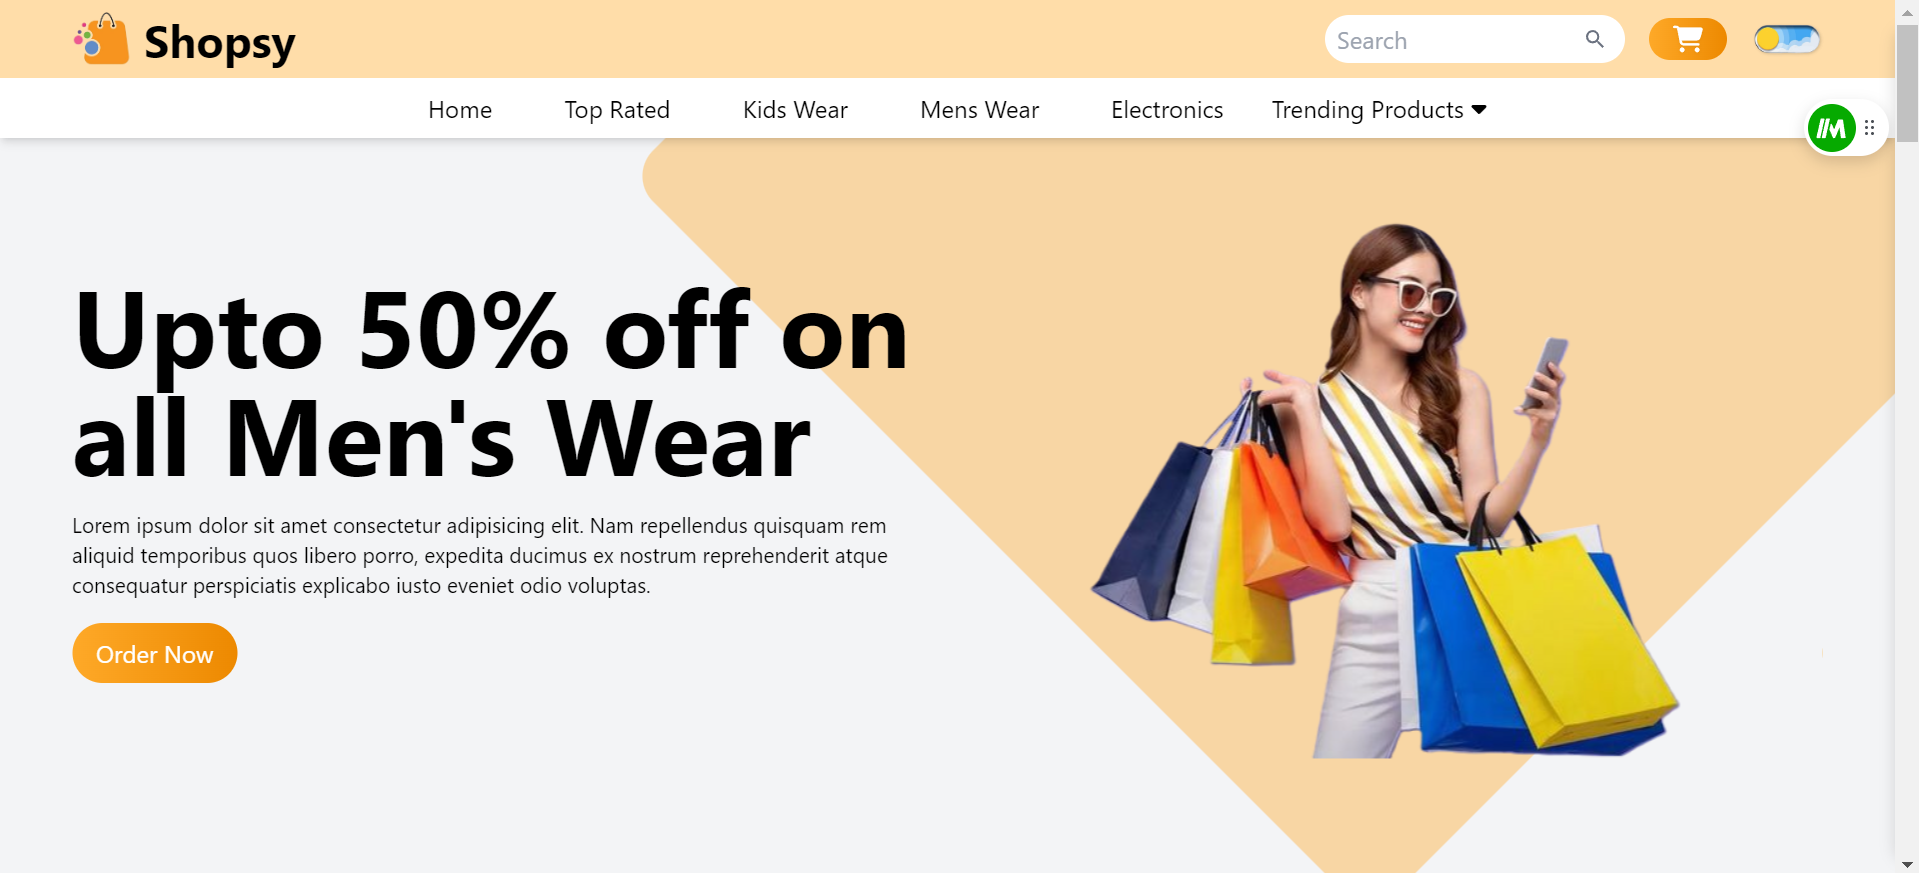 Shopsy
Search
Home
Top Rated
Kids Wear
Mens Wear
Electronics
Trending Products
Upto 50% off on
all Men's Wear
Lorem ipsum dolor sit amet consectetur adipisicing elit. Nam repellendus quisquam rem
aliquid temporibus quos libero porro, expedita ducimus ex nostrum reprehenderit atque
consequatur perspiciatis explicabo iusto eveniet odio voluptas.
Order Now